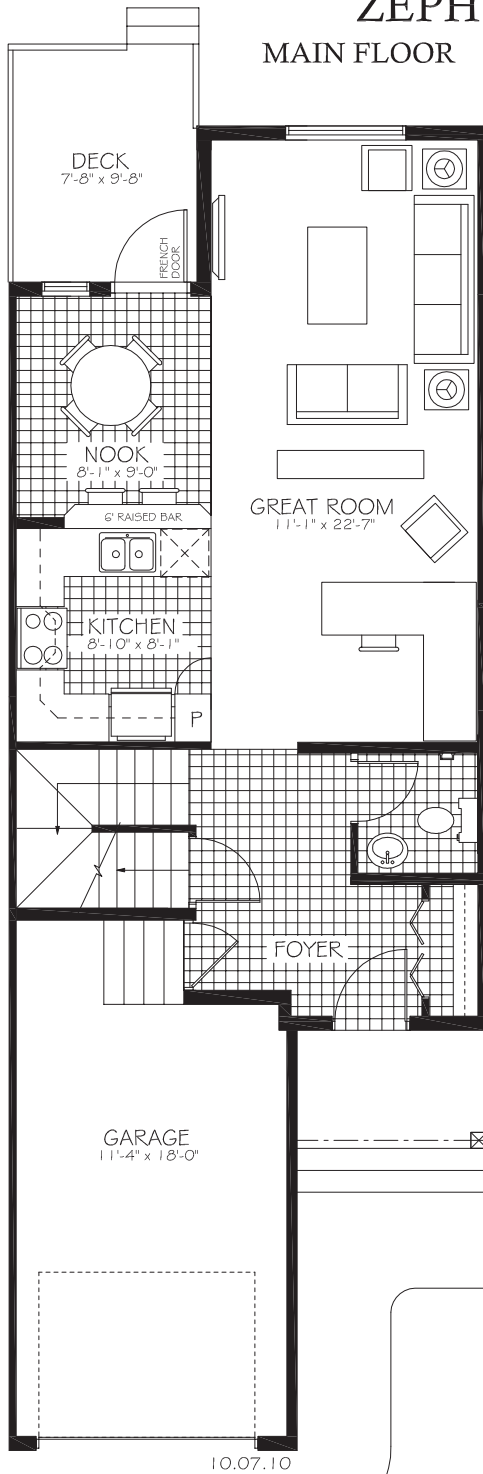 ZEPH
MAIN FLOOR
DECK
7'-8" x 9'-8"
FRENCH
DOOR
NOOK
8'-1" x 9'-0"
6' RAISED BAR
GREAT ROOM
11'-1" x 22'-7"
KITCHEN
8'-10" x 8'-1"
P
FOYER
GARAGE
11'-4" x 18'-0"
10.07.10